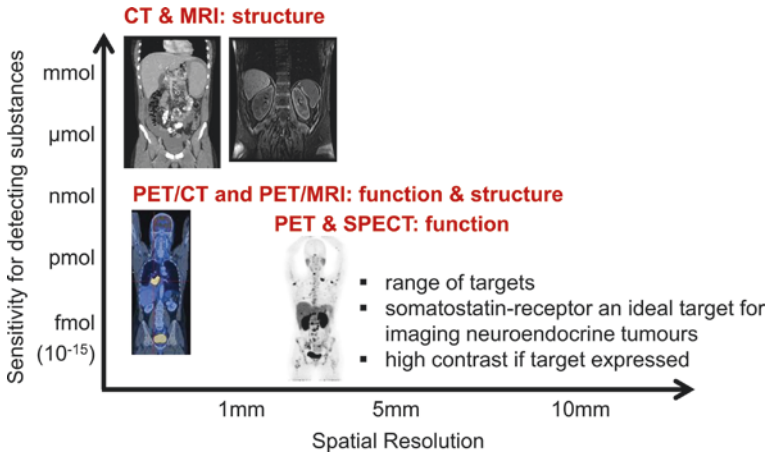 CT & MRI: structure
mmol
µmol
nmol
pmol
fmol
(10⁻¹⁵)
Sensitivity for detecting substances
PET/CT and PET/MRI: function & structure
PET & SPECT: function
▪ range of targets
▪ somatostatin-receptor an ideal target for
imaging neuroendocrine tumours
▪ high contrast if target expressed
1mm
5mm
10mm
Spatial Resolution